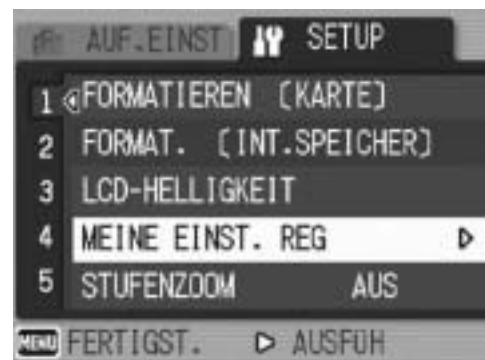 AUF.EINST SETUP
1 FORMATIEREN [KARTE]
2 FORMAT. [INT.SPEICHER]
3 LCD-HELLIGKEIT
4 MEINE EINST. REG
5 STUFENZOOM AUS
MENU FERTIGST. AUSFÜH